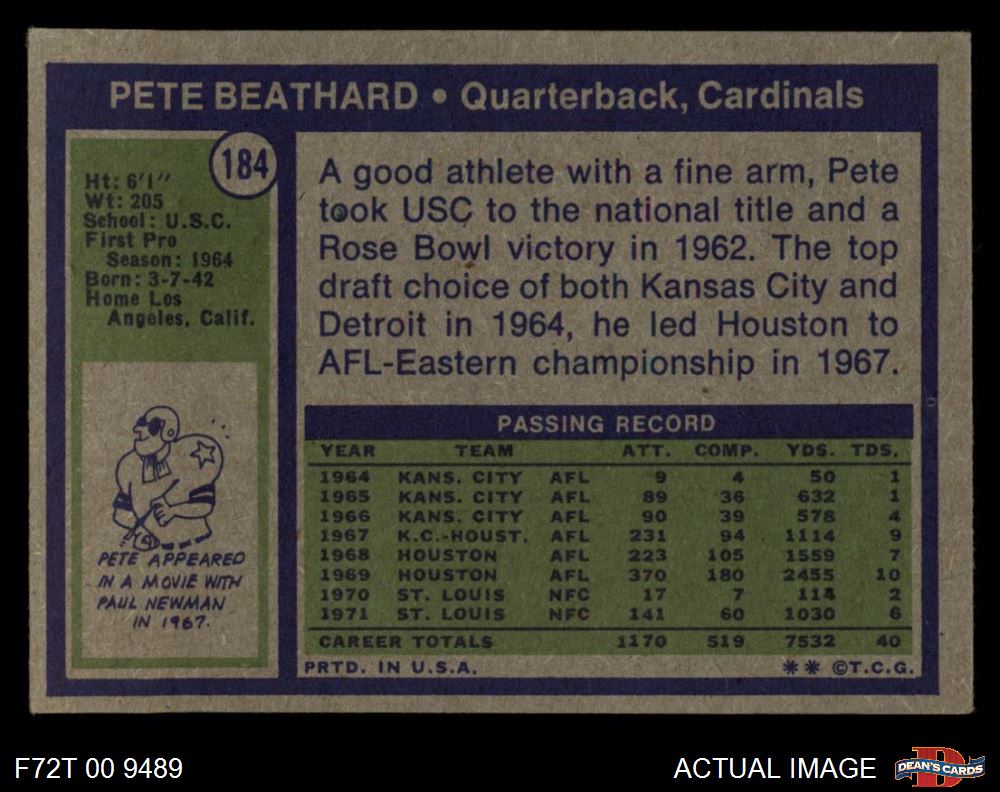 PETE BEATHARD • Quarterback, Cardinals
184
Ht: 6'1"
Wt: 205
School: U.S.C.
First Pro
Season: 1964
Born: 3-7-42
Home Los
Angeles, Calif.
PETE APPEARED
IN A MOVIE WITH
PAUL NEWMAN
IN 1967.
A good athlete with a fine arm, Pete
took USC to the national title and a
Rose Bowl victory in 1962. The top
draft choice of both Kansas City and
Detroit in 1964, he led Houston to
AFL-Eastern championship in 1967.
PASSING RECORD
YEAR TEAM ATT. COMP. YDS. TDS.
1964 KANS. CITY AFL 9 4 50 1
1965 KANS. CITY AFL 89 36 632 1
1966 KANS. CITY AFL 90 39 578 4
1967 K.C.-HOUST. AFL 231 94 1114 9
1968 HOUSTON AFL 223 105 1559 7
1969 HOUSTON AFL 370 180 2455 10
1970 ST. LOUIS NFC 17 7 114 2
1971 ST. LOUIS NFC 141 60 1030 6
CAREER TOTALS 1170 519 7532 40
PRTD. IN U.S.A. ** ©T.C.G.
F72T 00 9489
ACTUAL IMAGE
D
DEAN'S CARDS